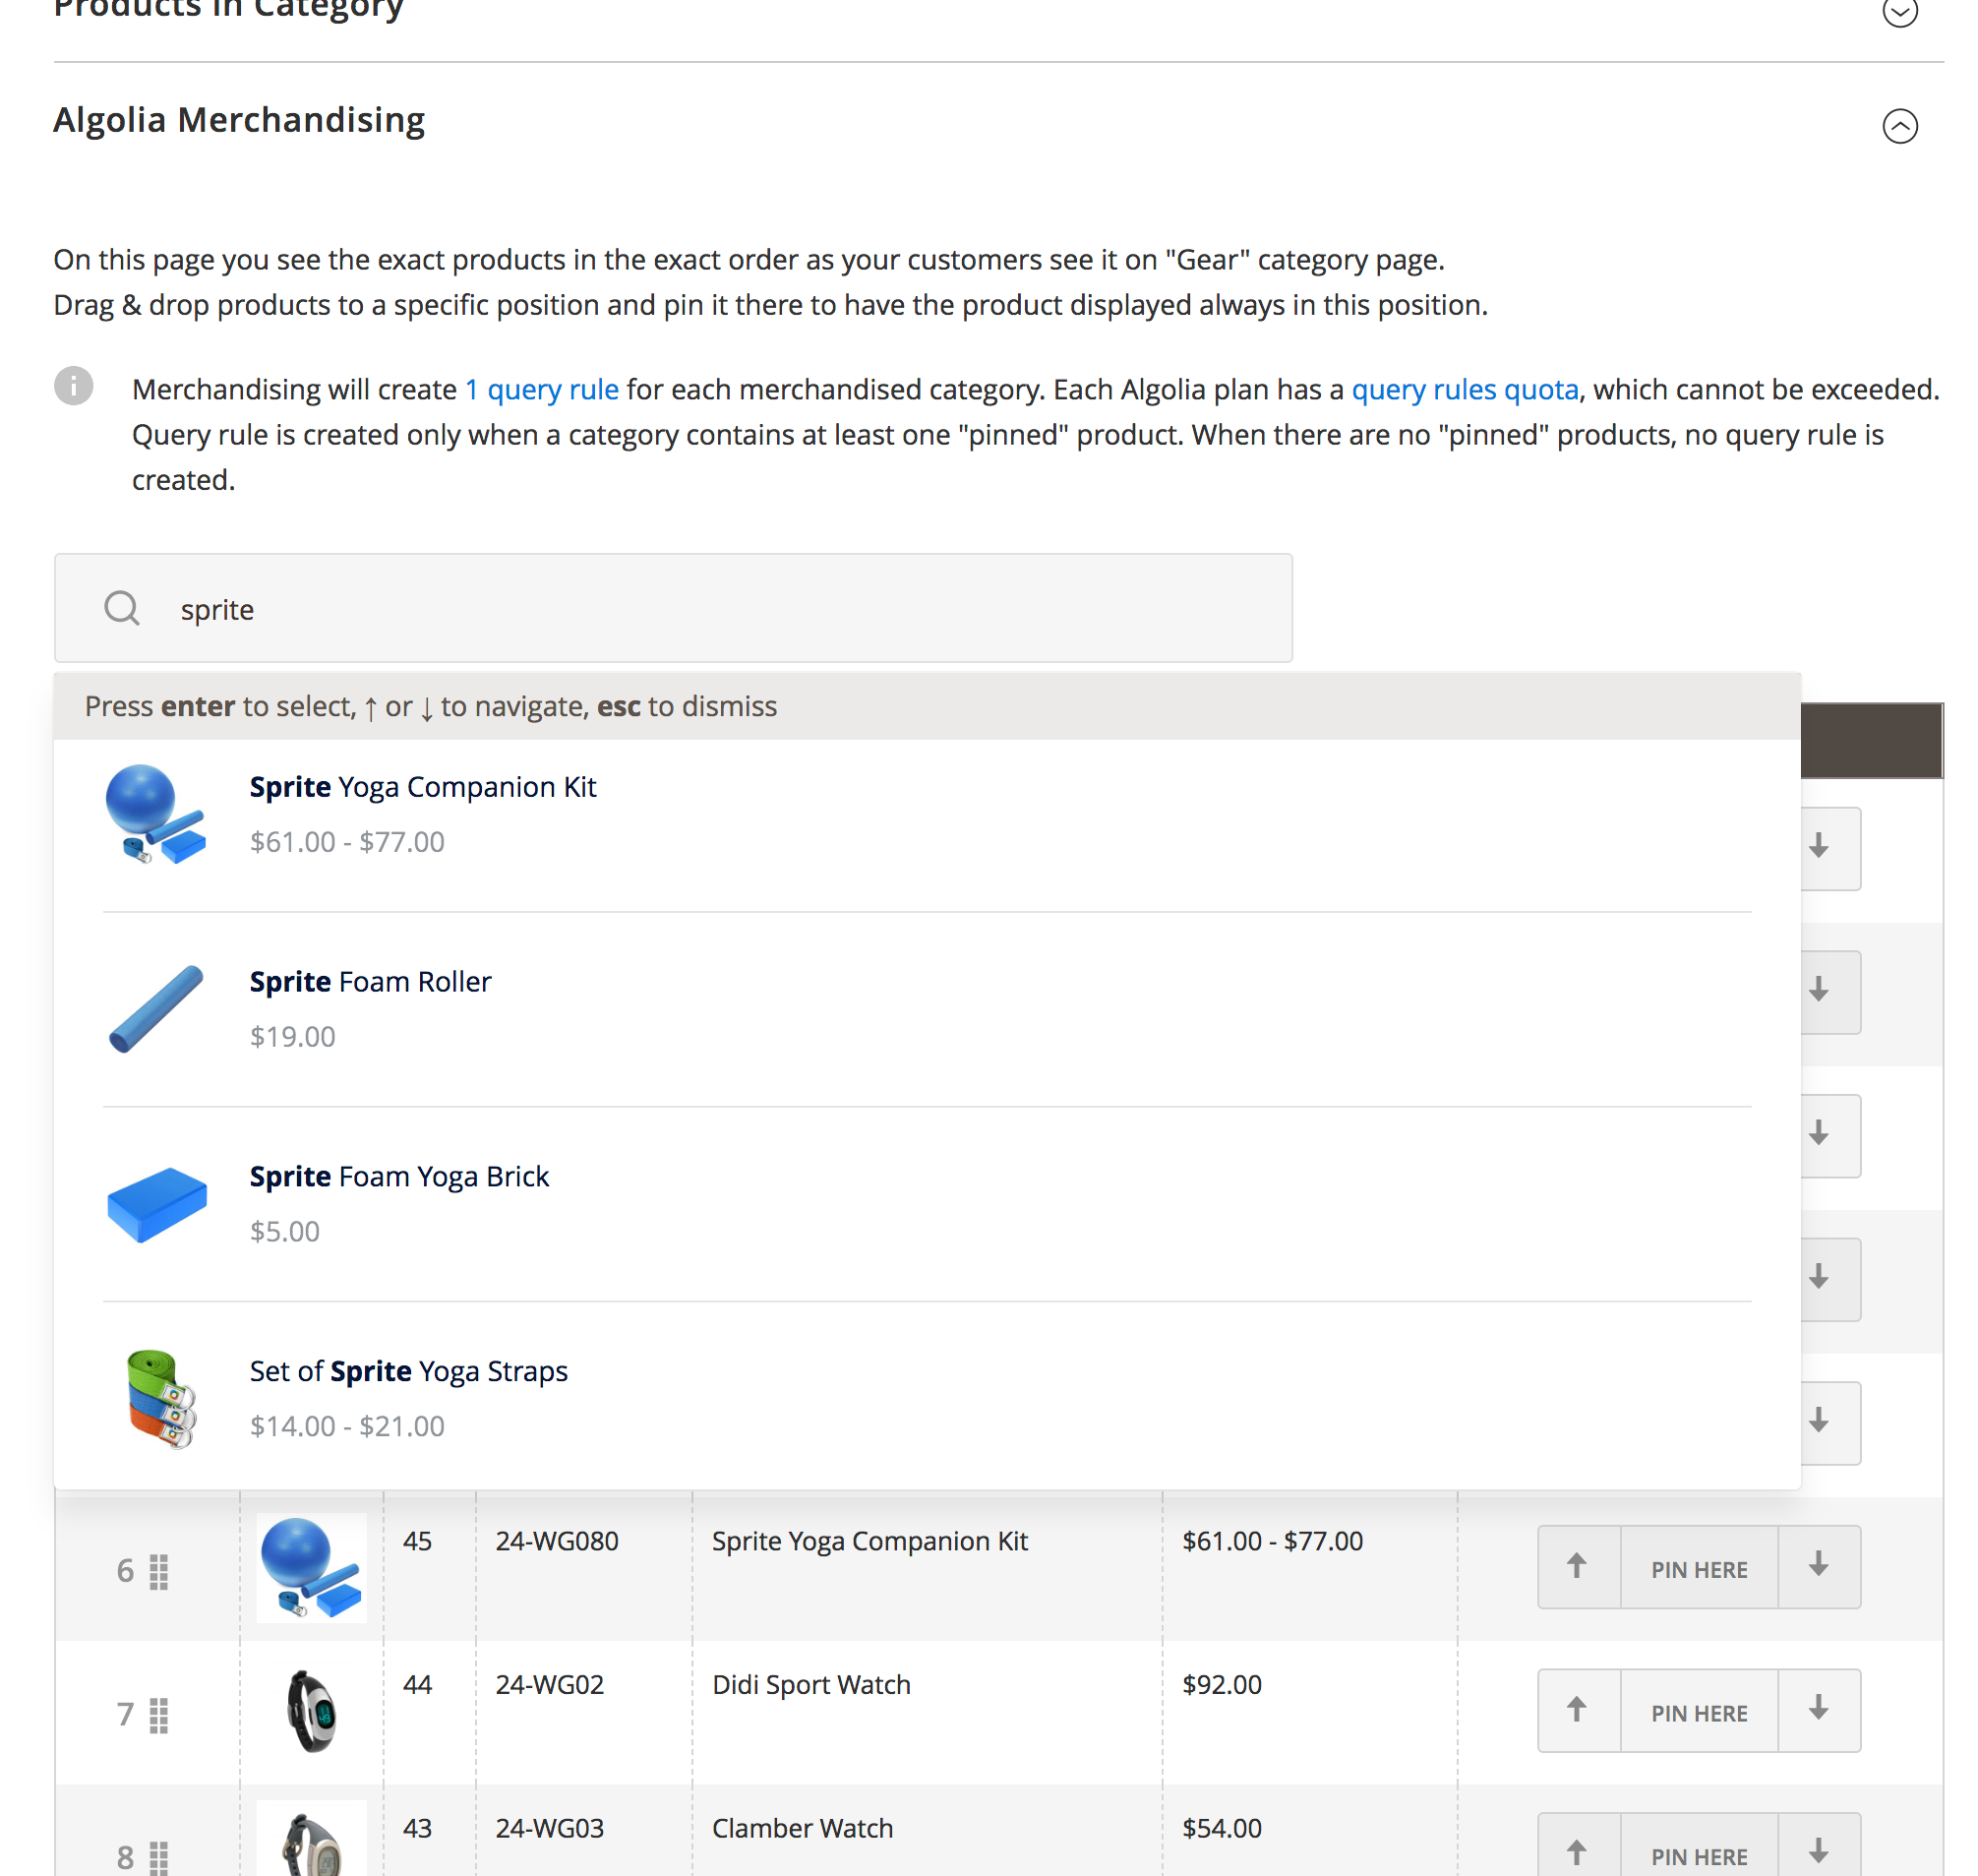 Products in Category
Algolia Merchandising
On this page you see the exact products in the exact order as your customers see it on "Gear" category page.
Drag & drop products to a specific position and pin it there to have the product displayed always in this position.
Merchandising will create 1 query rule for each merchandised category. Each Algolia plan has a query rules quota, which cannot be exceeded.
Query rule is created only when a category contains at least one "pinned" product. When there are no "pinned" products, no query rule is
created.
sprite
Press enter to select, ↑ or ↓ to navigate, esc to dismiss
Sprite Yoga Companion Kit
$61.00 - $77.00
Sprite Foam Roller
$19.00
Sprite Foam Yoga Brick
$5.00
Set of Sprite Yoga Straps
$14.00 - $21.00
6 45 24-WG080 Sprite Yoga Companion Kit $61.00 - $77.00 PIN HERE
7 44 24-WG02 Didi Sport Watch $92.00 PIN HERE
8 43 24-WG03 Clamber Watch $54.00 PIN HERE